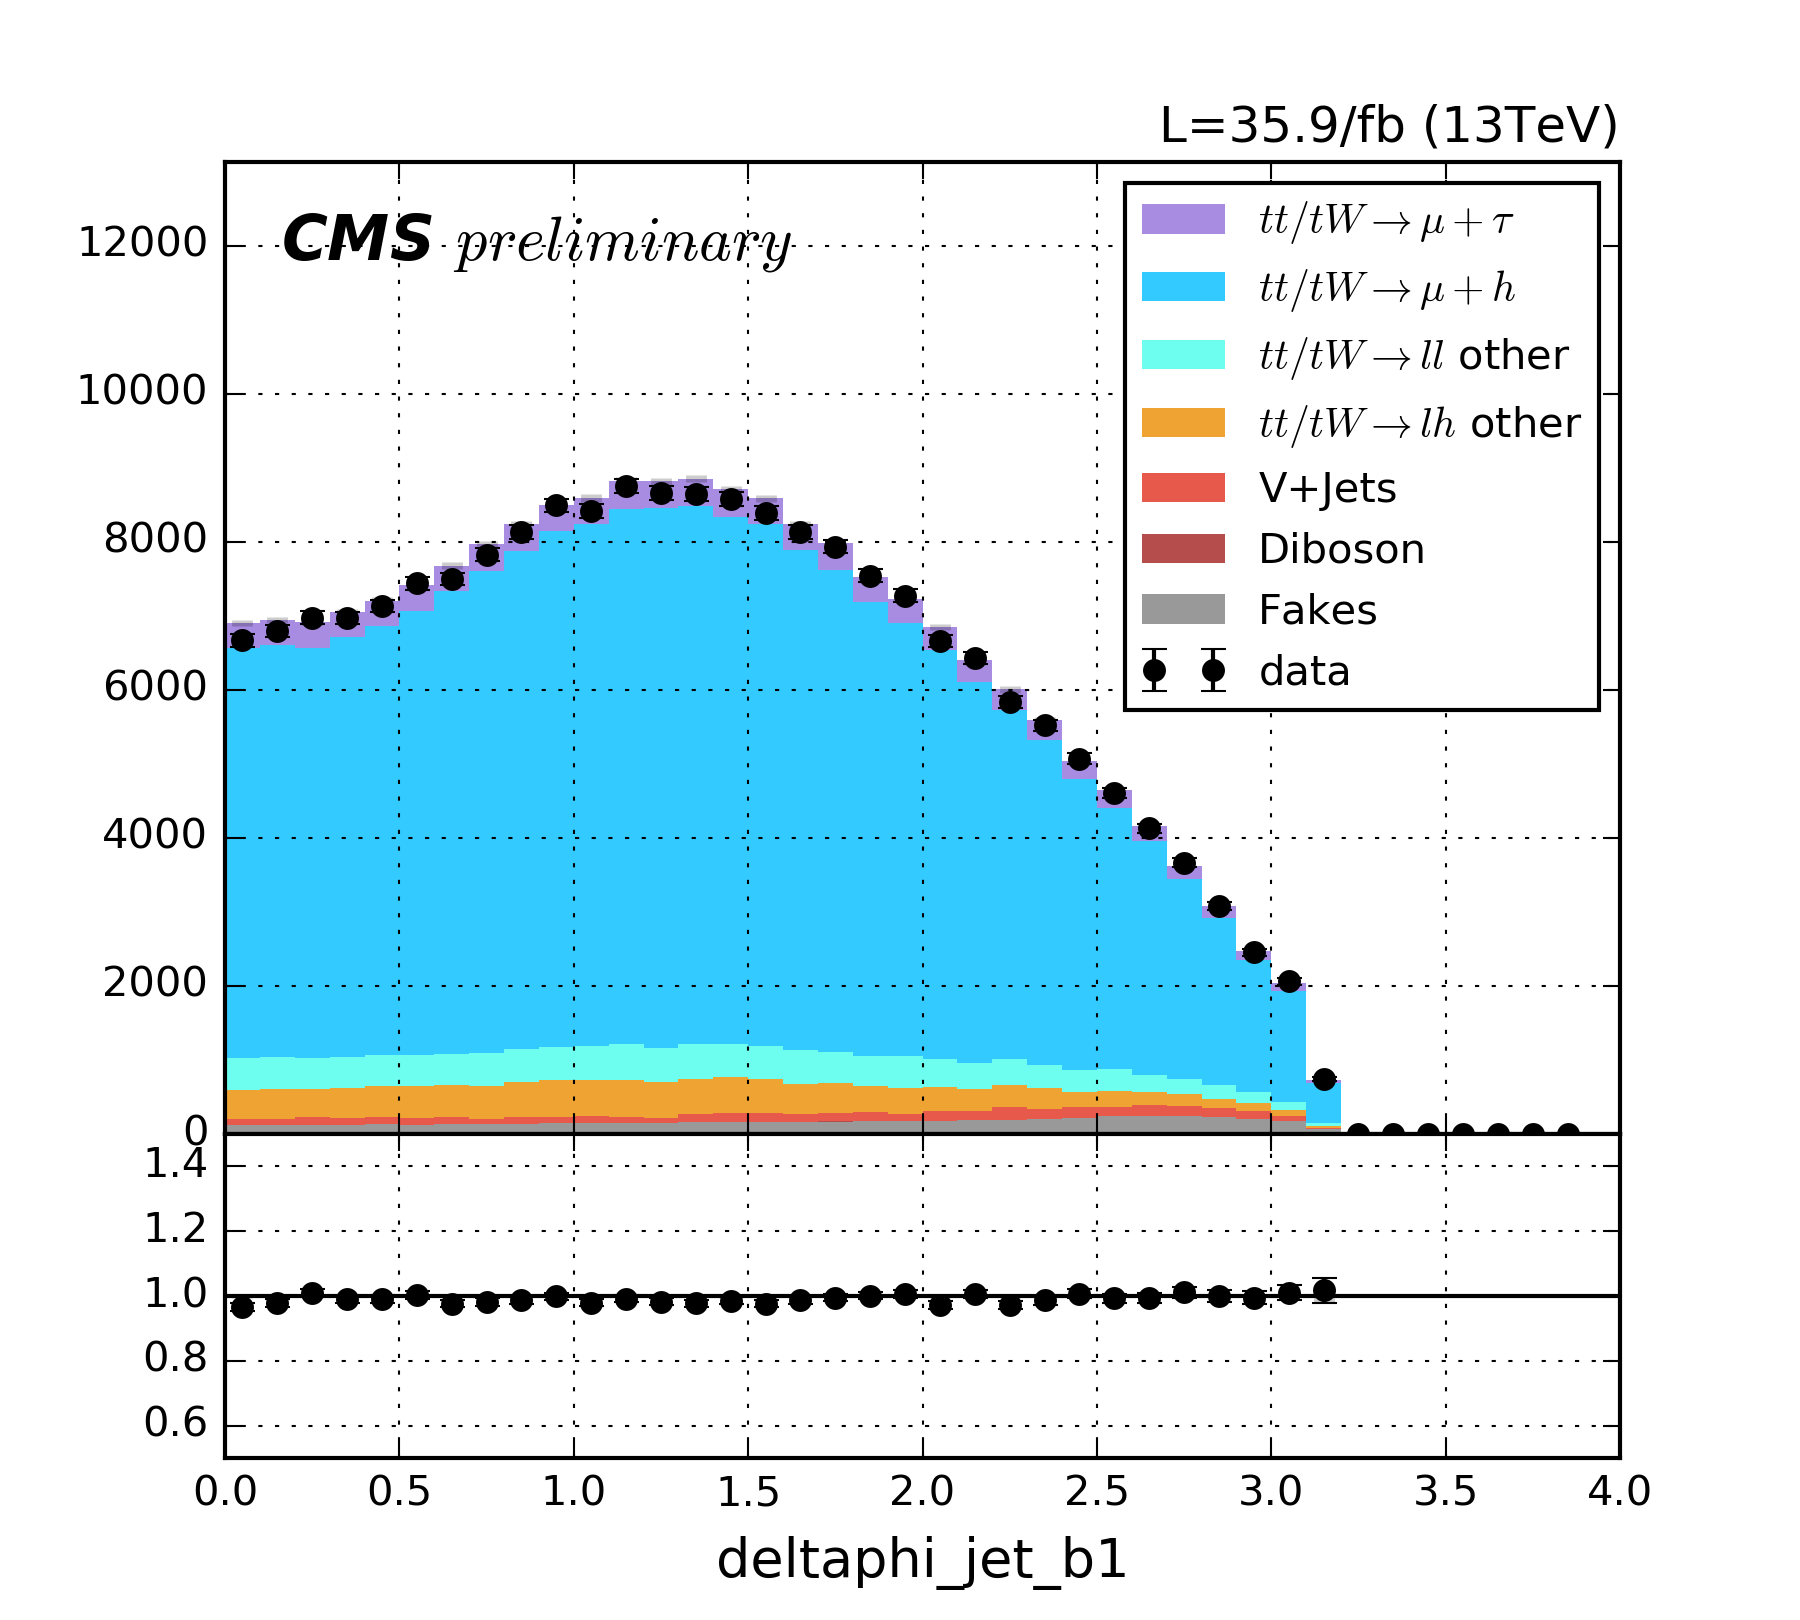 L=35.9/fb (13TeV)
CMS preliminary
tt/tW→μ+τ
tt/tW→μ+h
tt/tW→ll other
tt/tW→lh other
V+Jets
Diboson
Fakes
data
12000
10000
8000
6000
4000
2000
0
1.4
1.2
1.0
0.8
0.6
0.0 0.5 1.0 1.5 2.0 2.5 3.0 3.5 4.0
deltaphi_jet_b1